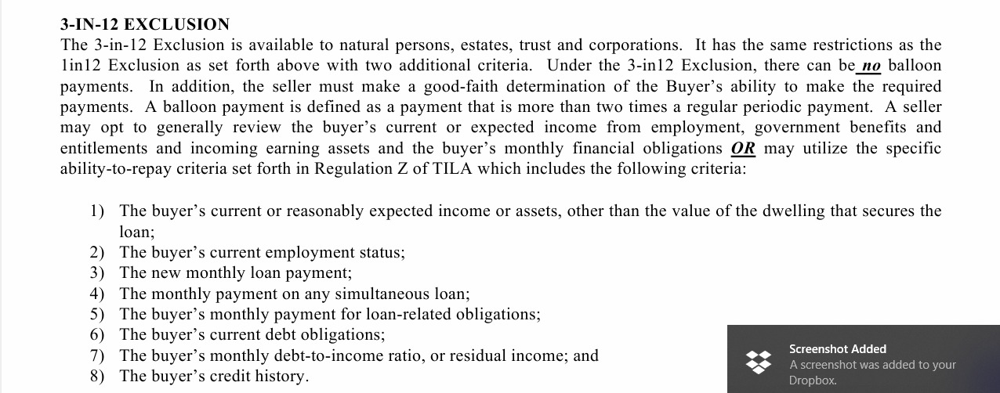 3-IN-12 EXCLUSION
The 3-in-12 Exclusion is available to natural persons, estates, trust and corporations. It has the same restrictions as the
1in12 Exclusion as set forth above with two additional criteria. Under the 3-in12 Exclusion, there can be no balloon
payments. In addition, the seller must make a good-faith determination of the Buyer's ability to make the required
payments. A balloon payment is defined as a payment that is more than two times a regular periodic payment. A seller
may opt to generally review the buyer's current or expected income from employment, government benefits and
entitlements and incoming earning assets and the buyer's monthly financial obligations OR may utilize the specific
ability-to-repay criteria set forth in Regulation Z of TILA which includes the following criteria:
1) The buyer's current or reasonably expected income or assets, other than the value of the dwelling that secures the
loan;
2) The buyer's current employment status;
3) The new monthly loan payment;
4) The monthly payment on any simultaneous loan;
5) The buyer's monthly payment for loan-related obligations;
6) The buyer's current debt obligations;
7) The buyer's monthly debt-to-income ratio, or residual income; and
8) The buyer's credit history.
Screenshot Added
A screenshot was added to your
Dropbox.